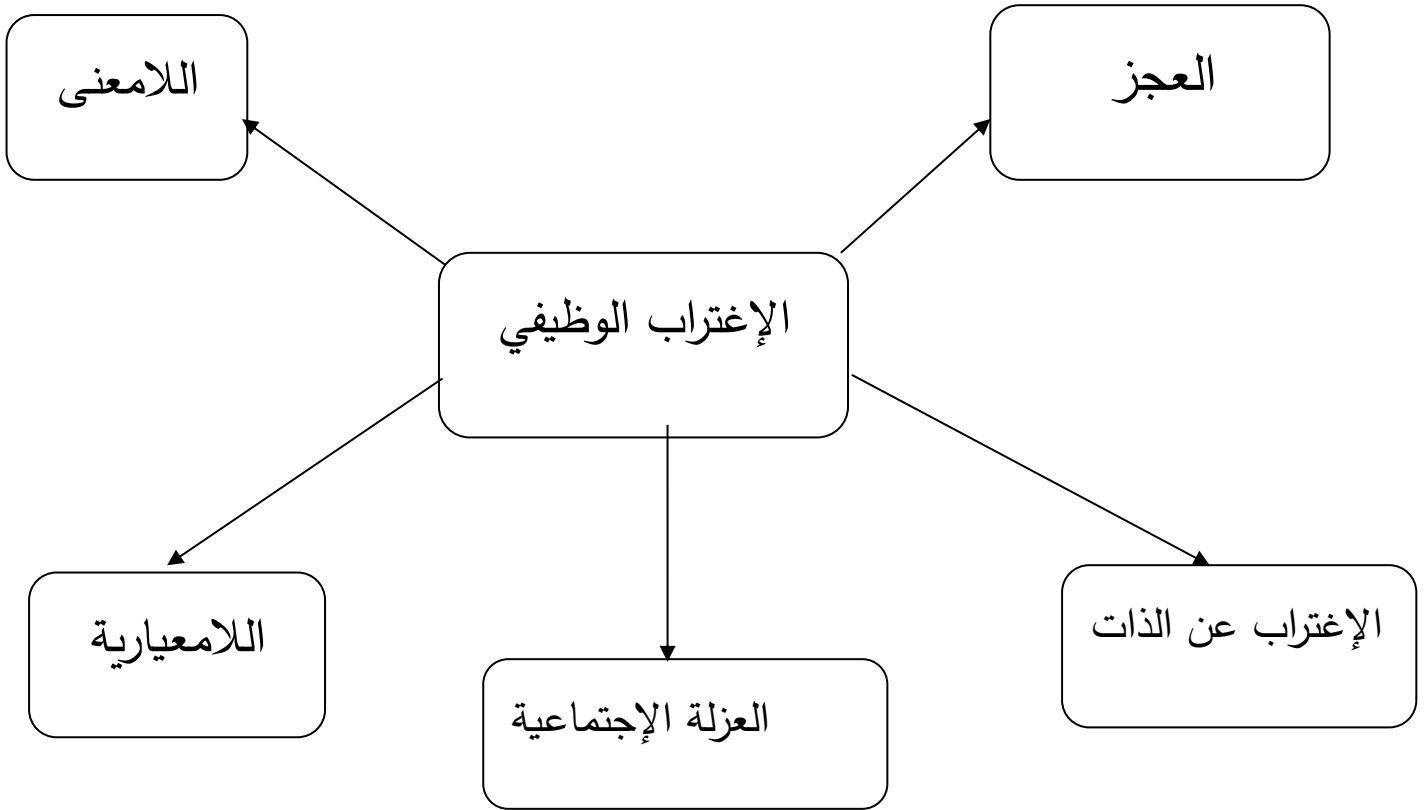 العجز
اللامعنى
الإغتراب الوظيفي
الإغتراب عن الذات
العزلة الإجتماعية
اللامعيارية